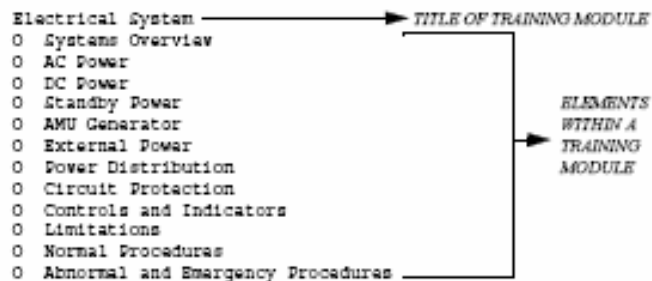 Electrical System TITLE OF TRAINING MODULE
O Systems Overview
O AC Power
O DC Power
O Standby Power ELEMENTS
O AMU Generator WITHIN A
O External Power TRAINING
O Power Distribution MODULE
O Circuit Protection
O Controls and Indicators
O Limitations
O Normal Procedures
O Abnormal and Emergency Procedures